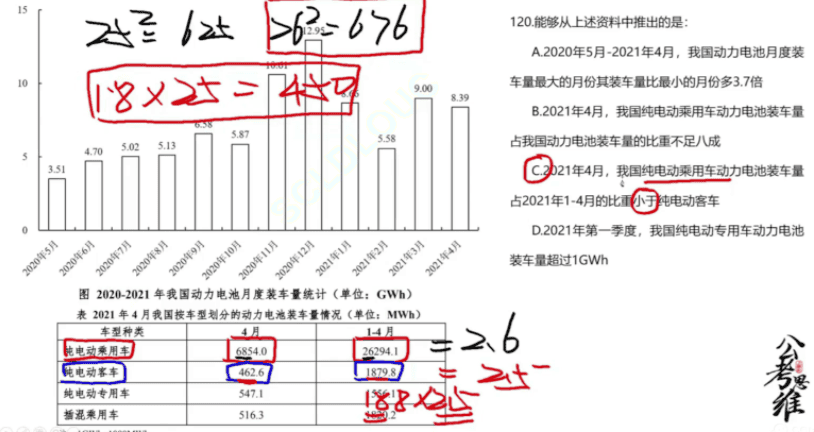 25²=625
26²=676
18×25=450
15
12.95
10.61
10
9.00
8.66
8.39
6.58
5.87
5.58
5.13
5.02
4.70
5
3.51
0
2020年5月
2020年6月
2020年7月
2020年8月
2020年9月
2020年10月
2020年11月
2020年12月
2021年1月
2021年2月
2021年3月
2021年4月
图 2020-2021 年我国动力电池月度装车量统计（单位：GWh）
表 2021 年 4 月我国按车型划分的动力电池装车量情况（单位：MWh）
车型种类 4 月 1-4 月
纯电动乘用车 6854.0 26294.1 =2.6
纯电动客车 462.6 1879.8 =25
纯电动专用车 547.1
188×25
插混乘用车 516.3
120.能够从上述资料中推出的是：
A.2020年5月-2021年4月，我国动力电池月度装
车量最大的月份其装车量比最小的月份多3.7倍
B.2021年4月，我国纯电动乘用车动力电池装车量
占我国动力电池装车量的比重不足八成
C.2021年4月，我国纯电动乘用车动力电池装车量
占2021年1-4月的比重小于纯电动客车
D.2021年第一季度，我国纯电动专用车动力电池
装车量超过1GWh
公考思维